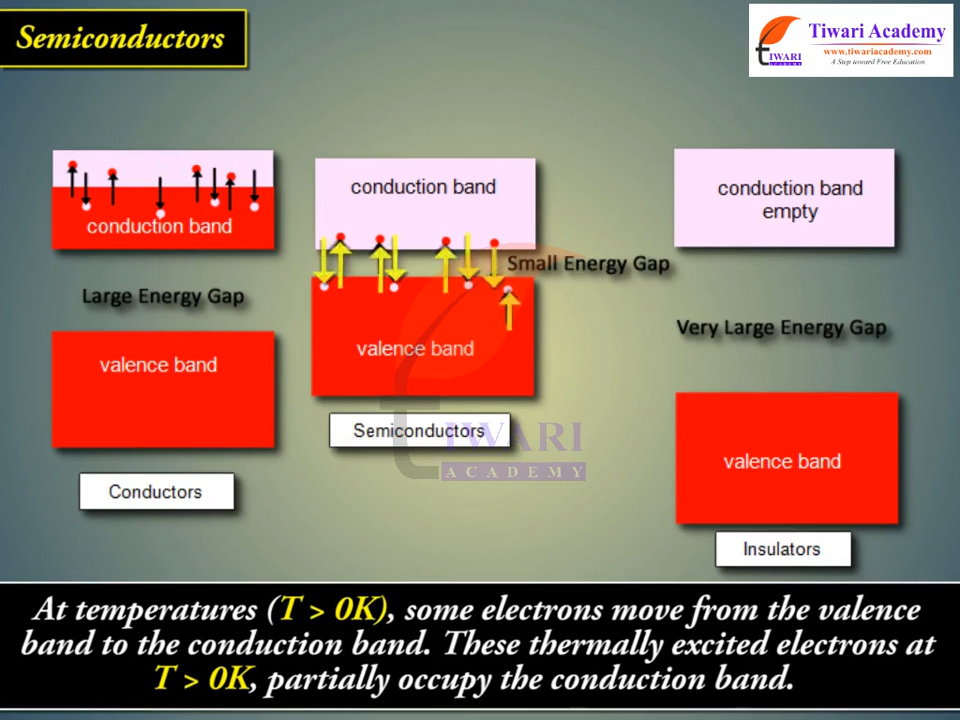 Semiconductors
Tiwari Academy
www.tiwariacademy.com
A Step toward Free Education
TIWARI
ACADEMY
conduction band
Large Energy Gap
valence band
Conductors
conduction band
Small Energy Gap
valence band
Semiconductors
conduction band
empty
Very Large Energy Gap
valence band
Insulators
TIWARI
ACADEMY
At temperatures (T > 0K), some electrons move from the valence
band to the conduction band. These thermally excited electrons at
T > 0K, partially occupy the conduction band.